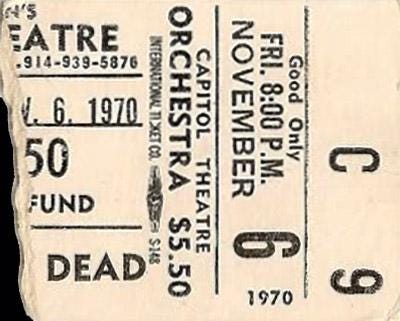 N'S
EATRE
.914-939-5876
V. 6, 1970
50
FUND
DEAD
INTERNATIONAL TICKET CO. S148
ORCHESTRA $5.50
CAPITOL THEATRE
NOVEMBER 6
FRI. 8:00 P.M.
Good Only
1970
C 9